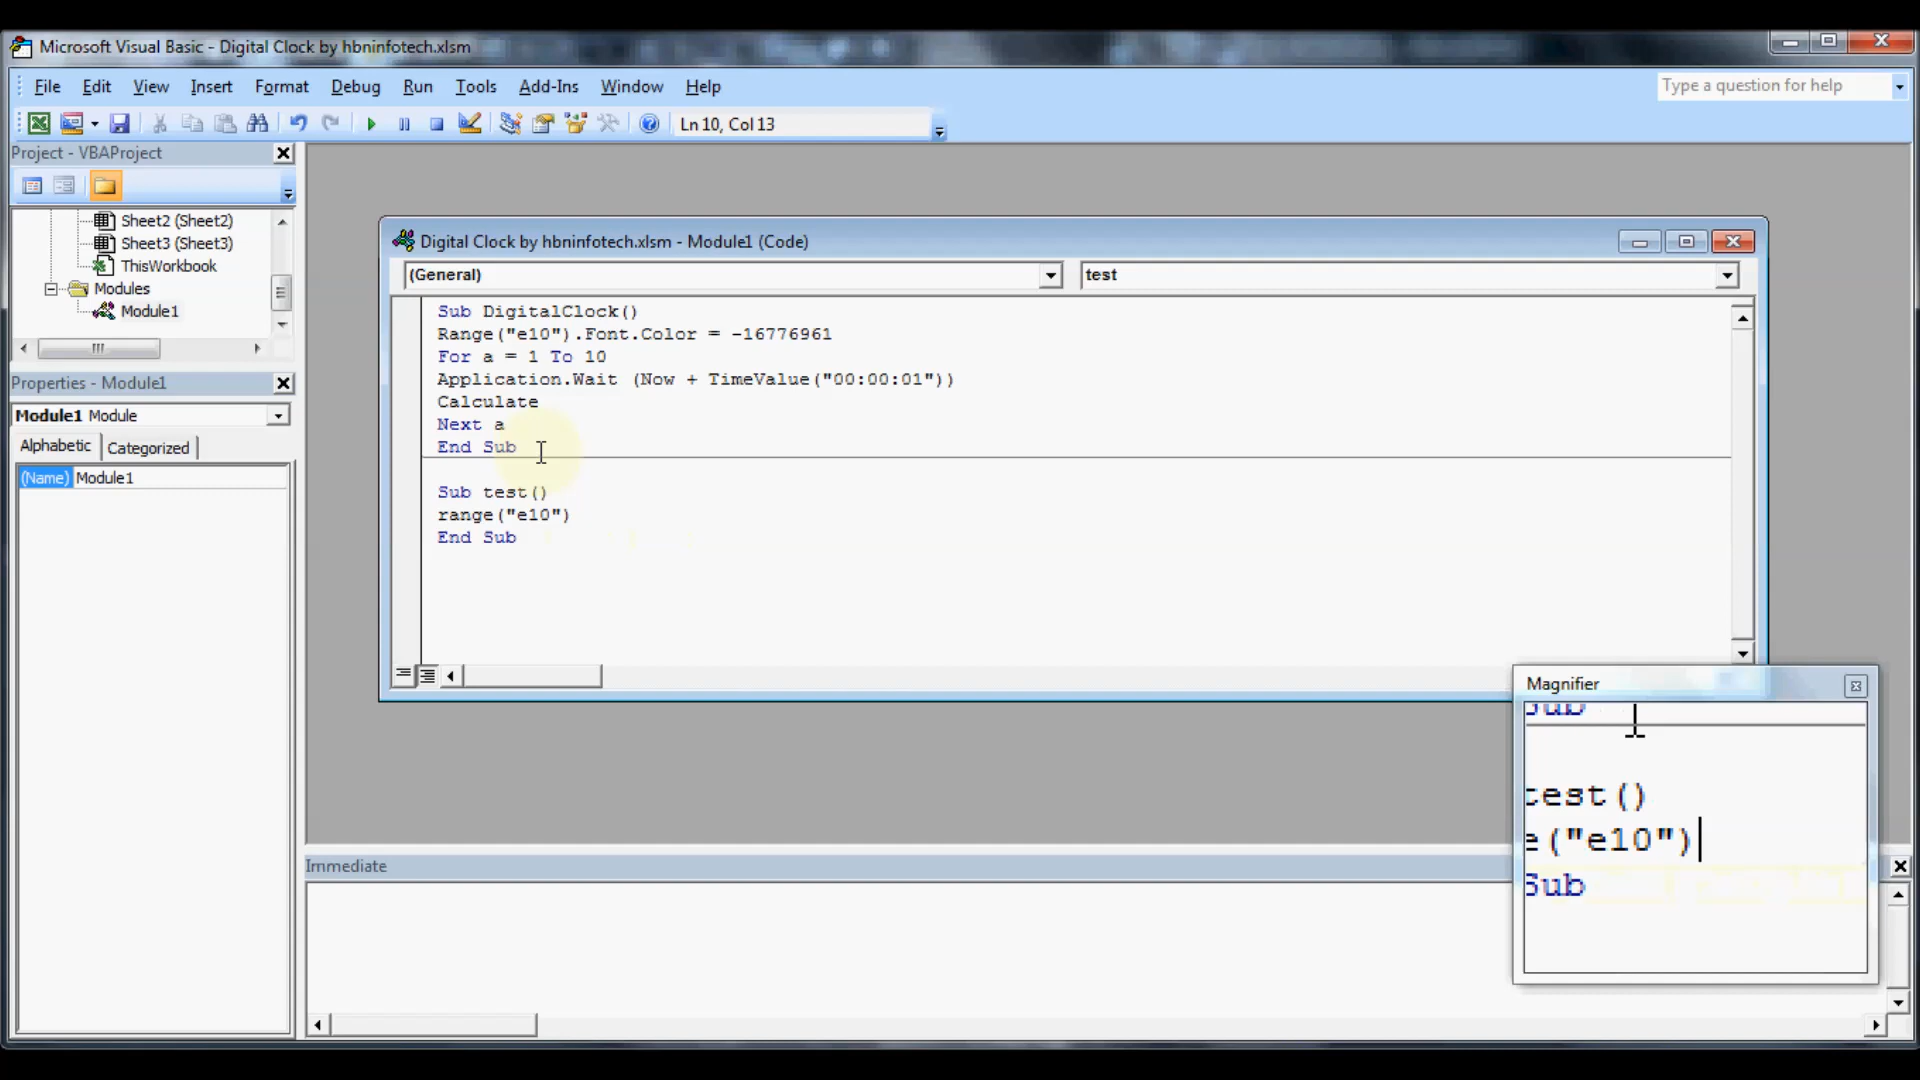 Microsoft Visual Basic - Digital Clock by hbninfotech.xlsm
File Edit View Insert Format Debug Run Tools Add-Ins Window Help
Type a question for help
Ln 10, Col 13
Project - VBAProject
Sheet2 (Sheet2)
Sheet3 (Sheet3)
ThisWorkbook
Modules
Module1
Properties - Module1
Module1 Module
Alphabetic Categorized
(Name) Module1
Digital Clock by hbninfotech.xlsm - Module1 (Code)
(General) test
Sub DigitalClock()
Range("e10").Font.Color = -16776961
For a = 1 To 10
Application.Wait (Now + TimeValue("00:00:01"))
Calculate
Next a
End Sub
Sub test()
range("e10")
End Sub
Magnifier
Sub
test()
e("e10")
Sub
Immediate